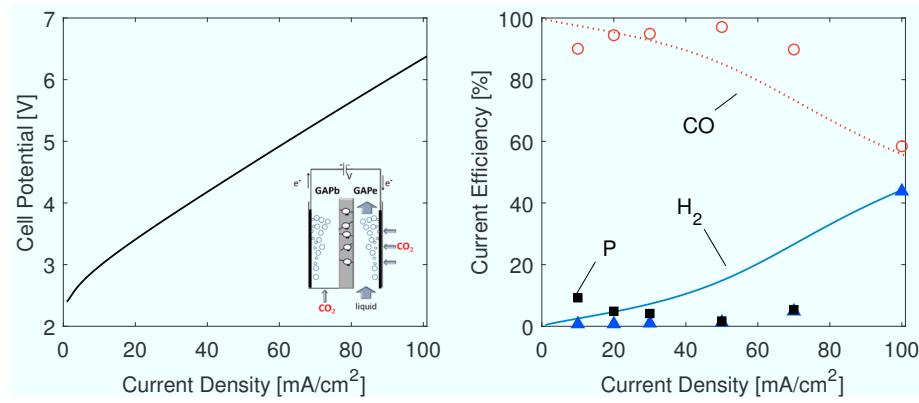 7
6
5
4
3
2
Cell Potential [V]
0
20
40
60
80
100
Current Density [mA/cm²]
V
e⁻
e⁻
GAPb
GAPe
CO₂
CO₂
liquid
100
80
60
40
20
0
Current Efficiency [%]
CO
H₂
P
0
20
40
60
80
100
Current Density [mA/cm²]